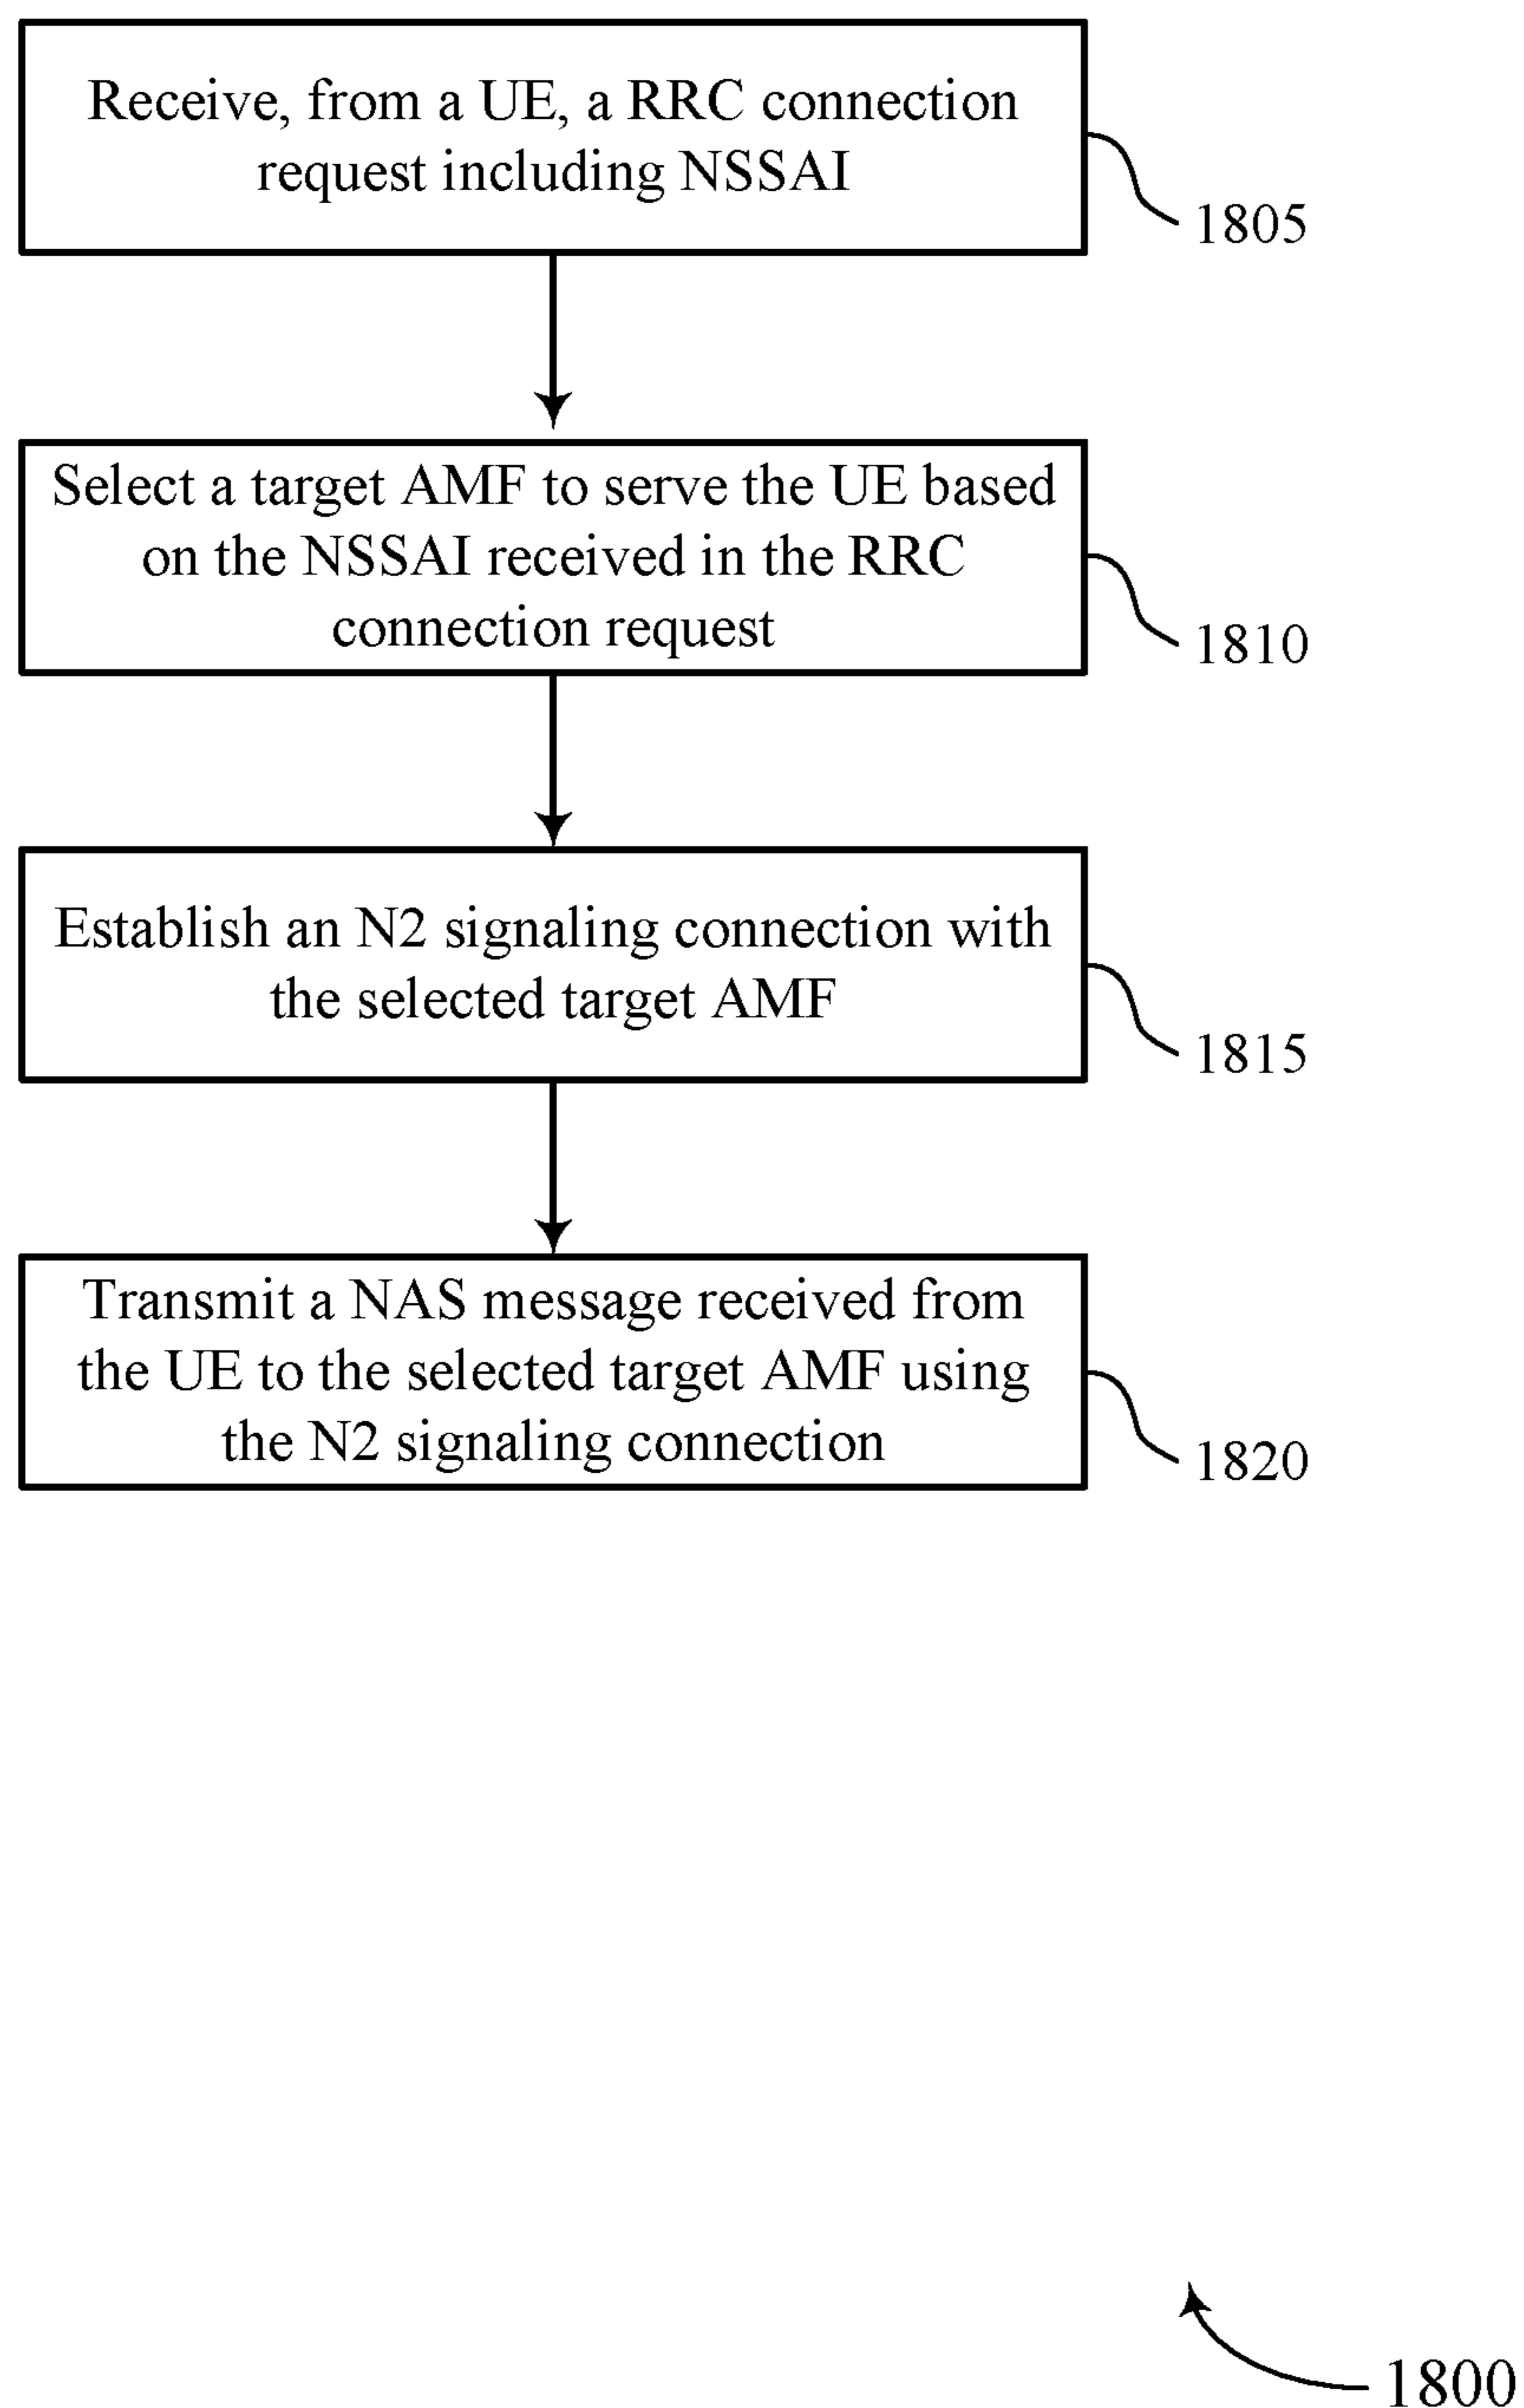 Receive, from a UE, a RRC connection
request including NSSAI
1805
Select a target AMF to serve the UE based
on the NSSAI received in the RRC
connection request
1810
Establish an N2 signaling connection with
the selected target AMF
1815
Transmit a NAS message received from
the UE to the selected target AMF using
the N2 signaling connection
1820
1800